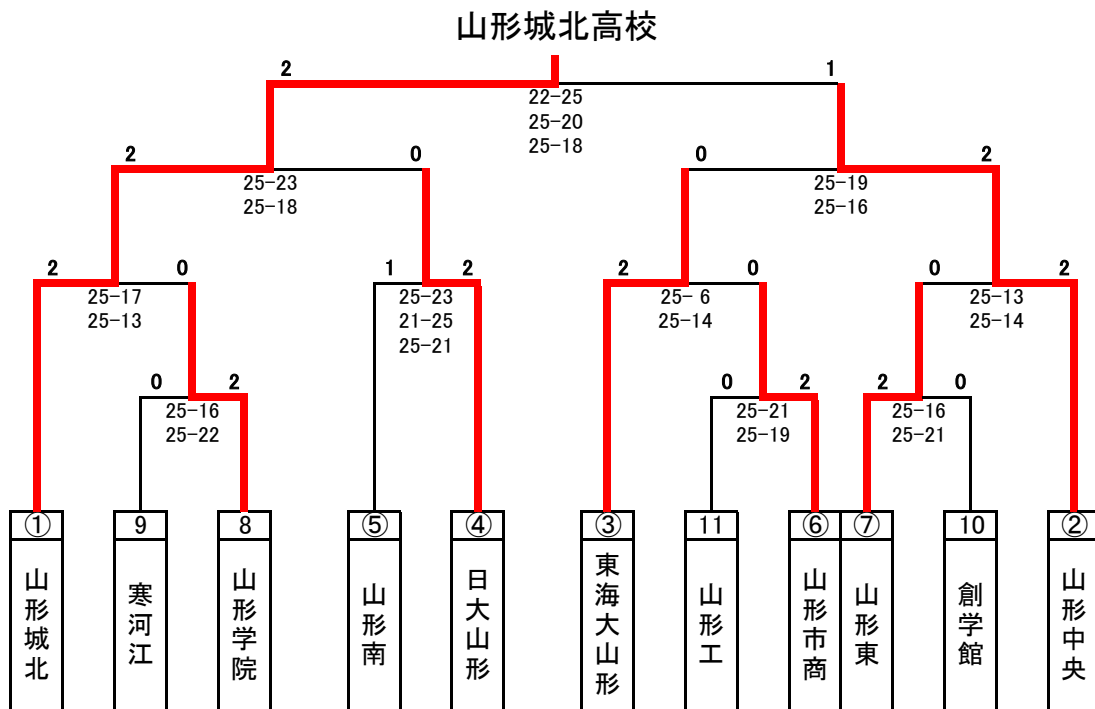 山形城北高校
2 1
22-25
25-20
25-18
2 0 0 2
25-23 25-19
25-18 25-16
2 0 1 2 2 0 0 2
25-17 25-23 25- 6 25-13
25-13 21-25 25-14 25-14
25-21
0 2 0 2 2 0
25-16 25-21 25-16
25-22 25-19 25-21
① 9 8 ⑤ ④ ③ 11 ⑥ ⑦ 10 ②
山形城北
寒河江
山形学院
山形南
日大山形
東海大山形
山形工
山形市商
山形東
創学館
山形中央